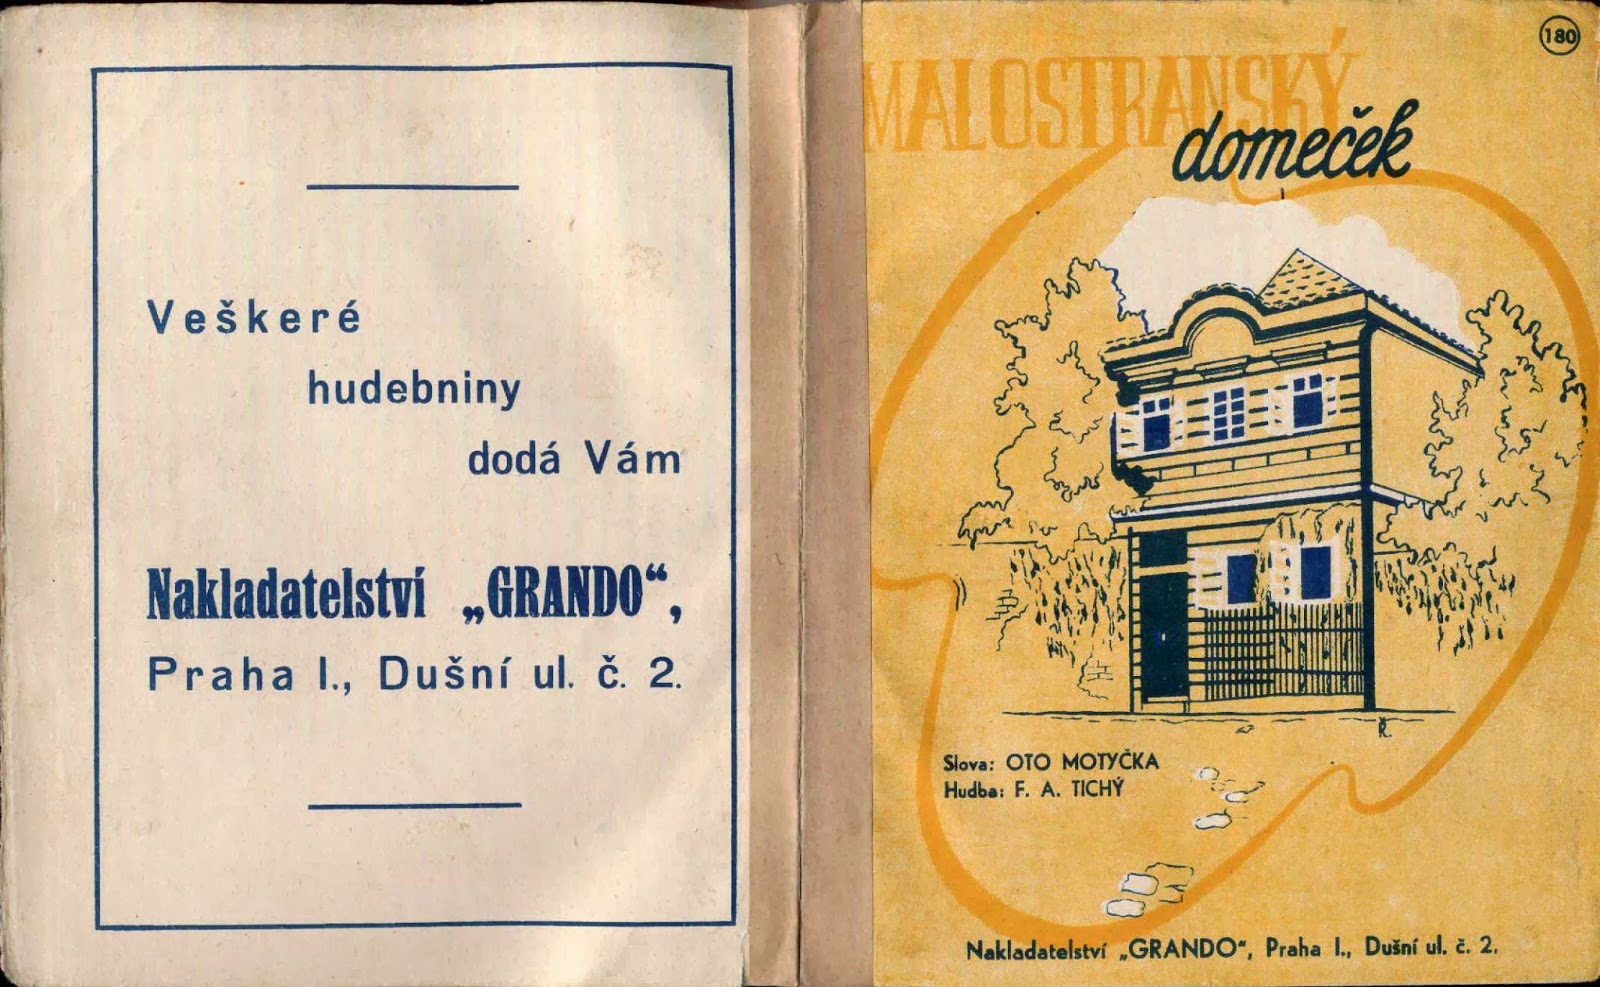 Veškeré
hudebniny
dodá Vám
Nakladatelství „GRANDO“,
Praha I., Dušní ul. č. 2.
180
MALOSTRANSKÝ
domeček
Ř.
Slova: OTO MOTYČKA
Hudba: F. A. TICHÝ
Nakladatelství „GRANDO“, Praha I., Dušní ul. č. 2.